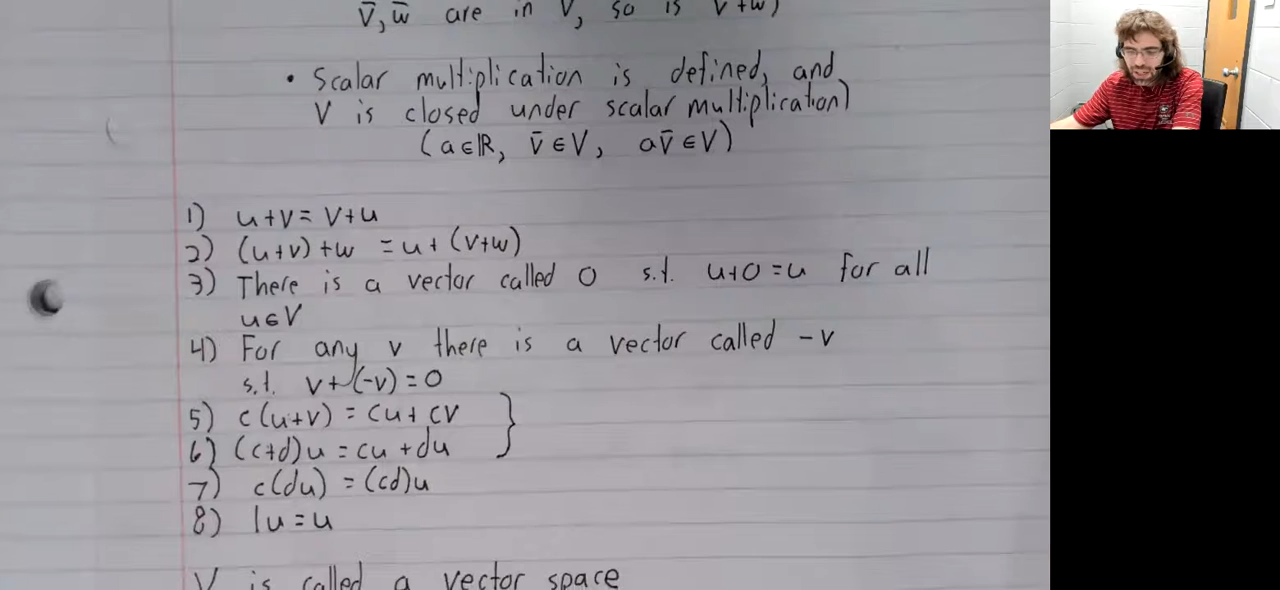 v̄, w̄ are in V, so is v̄+w̄)
• Scalar multiplication is defined, and
V is closed under scalar multiplication)
(a∈ℝ, v̄∈V, av̄∈V)
1) u+v=v+u
2) (u+v)+w =u+(v+w)
3) There is a vector called 0 s.t. u+0=u for all
u∈V
4) For any v there is a vector called -v
s.t. v+(-v)=0
5) c(u+v)=cu+cv }
6) (c+d)u=cu+du
7) c(du)=(cd)u
8) 1u=u
V is called a vector space